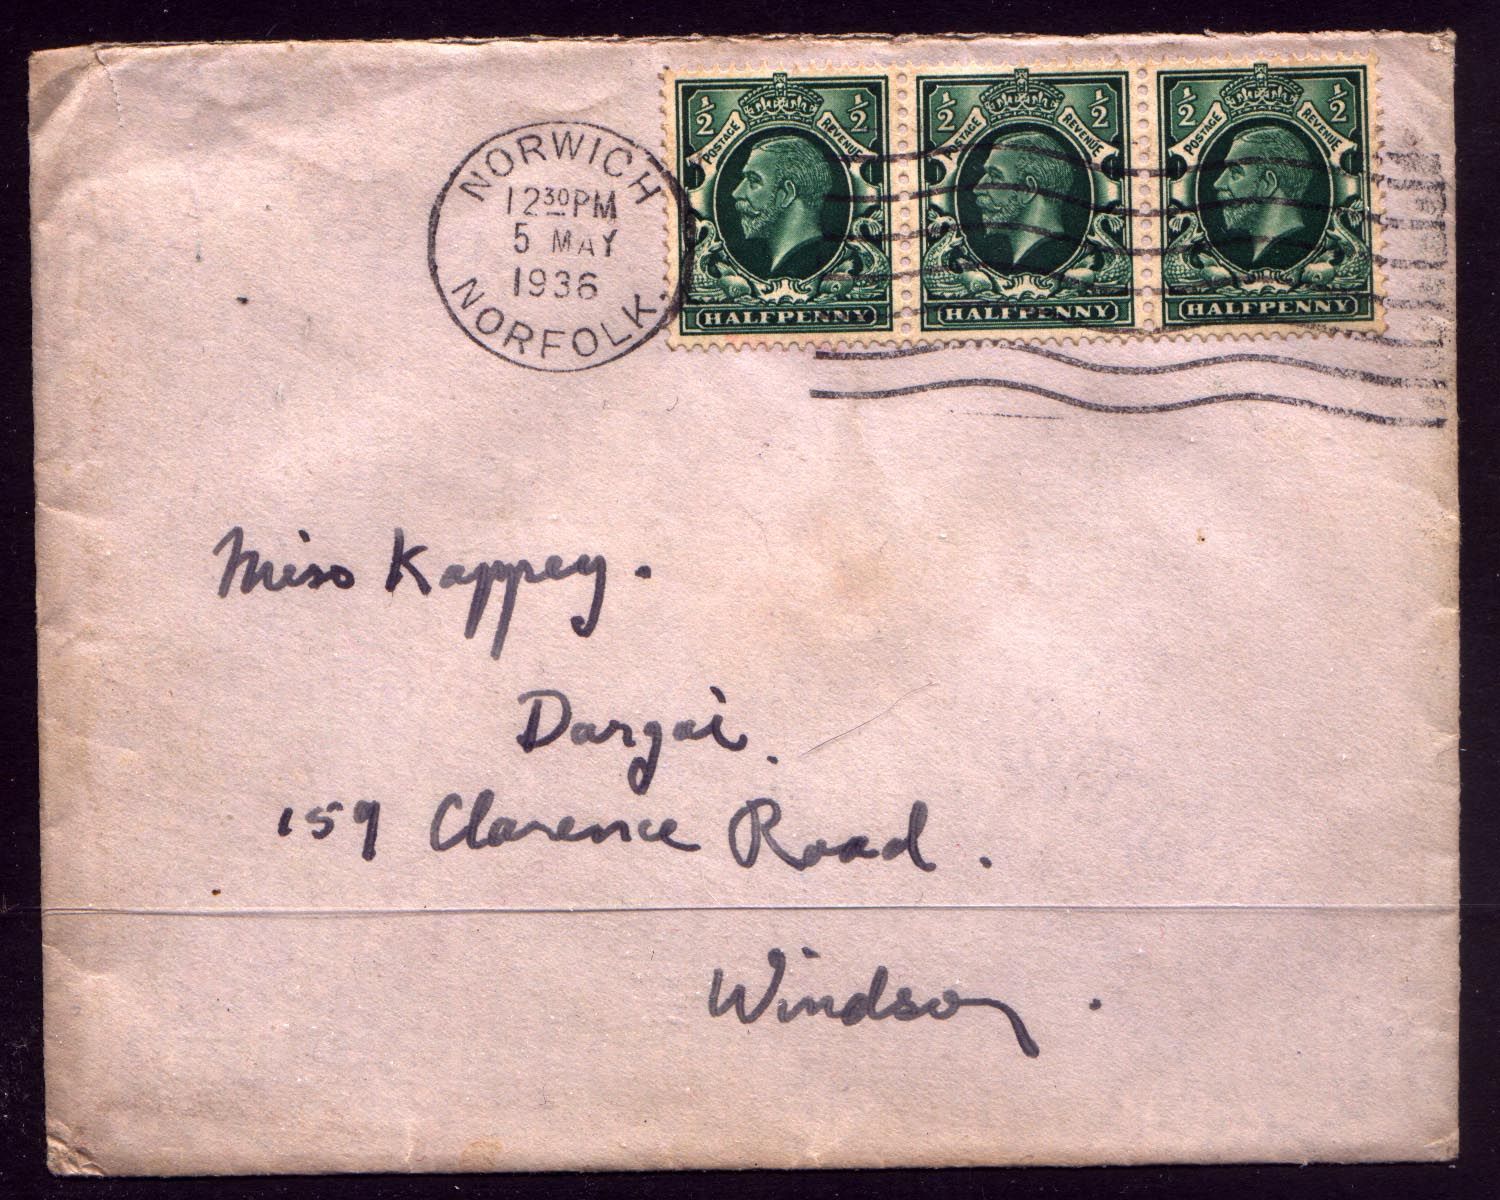 NORWICH
12 30 PM
5 MAY
1936
NORFOLK.
½ POSTAGE REVENUE ½
HALFPENNY
½ POSTAGE REVENUE ½
HALFPENNY
½ POSTAGE REVENUE ½
HALFPENNY
Miss Kappey.
Dargai.
159 Clarence Road.
Windsor.